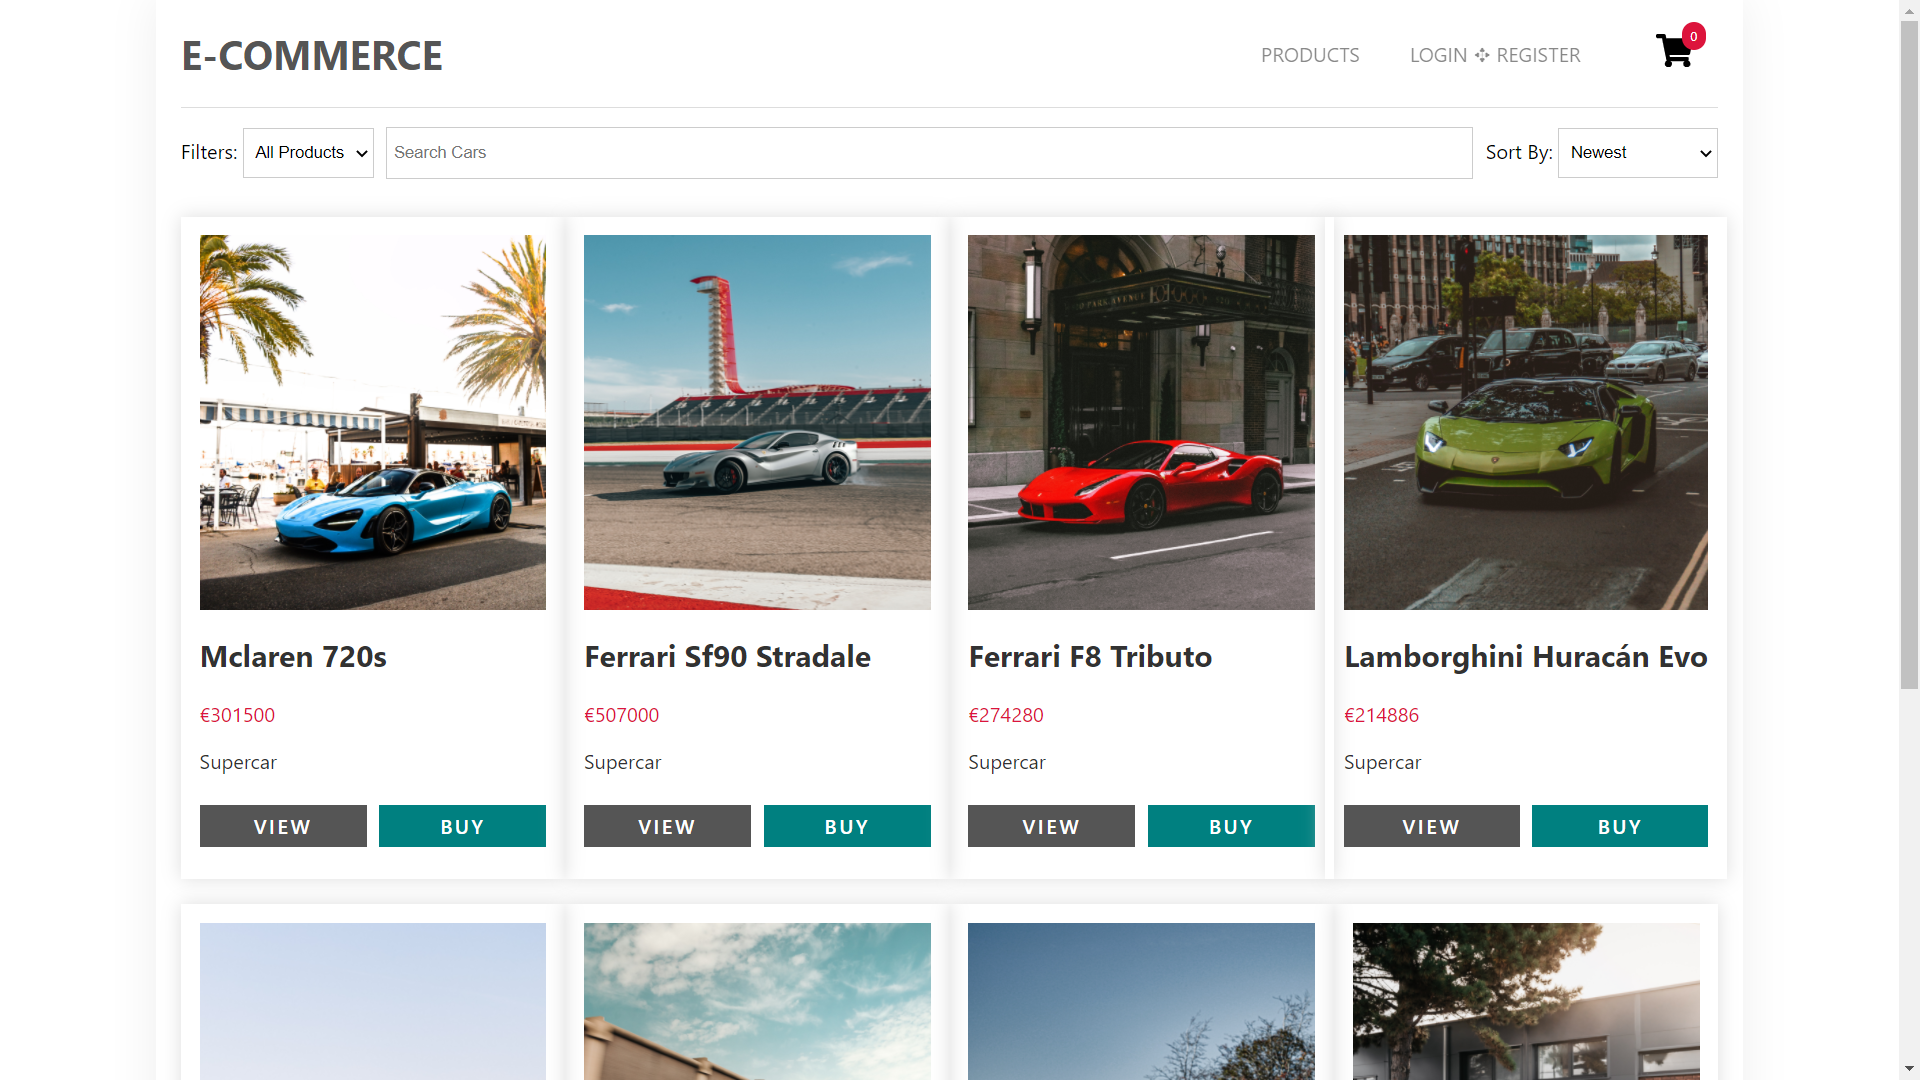 E-COMMERCE
PRODUCTS
LOGIN
REGISTER
0
Filters:
All Products
Search Cars
Sort By:
Newest
PARK AVENUE
Mclaren 720s
Ferrari Sf90 Stradale
Ferrari F8 Tributo
Lamborghini Huracán Evo
€301500
€507000
€274280
€214886
Supercar
Supercar
Supercar
Supercar
VIEW
BUY
VIEW
BUY
VIEW
BUY
VIEW
BUY